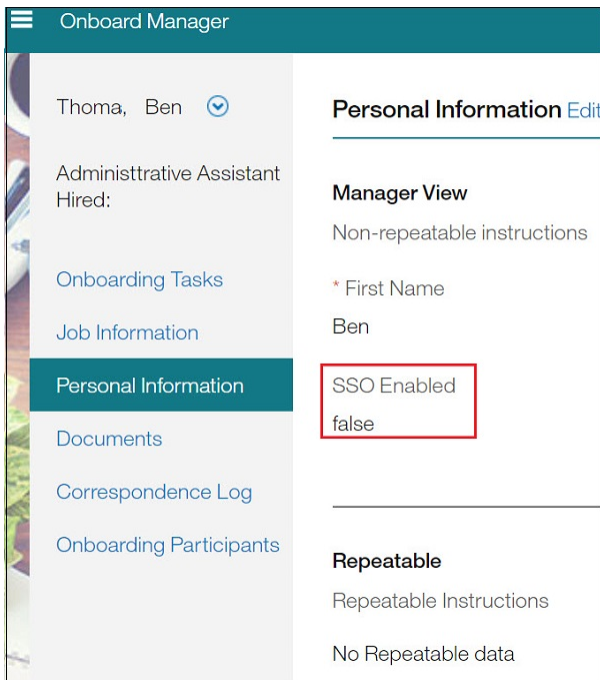 Onboard Manager
Thoma, Ben
Administtrative Assistant
Hired:
Onboarding Tasks
Job Information
Personal Information
Documents
Correspondence Log
Onboarding Participants
Personal Information Edit
Manager View
Non-repeatable instructions
* First Name
Ben
SSO Enabled
false
Repeatable
Repeatable Instructions
No Repeatable data